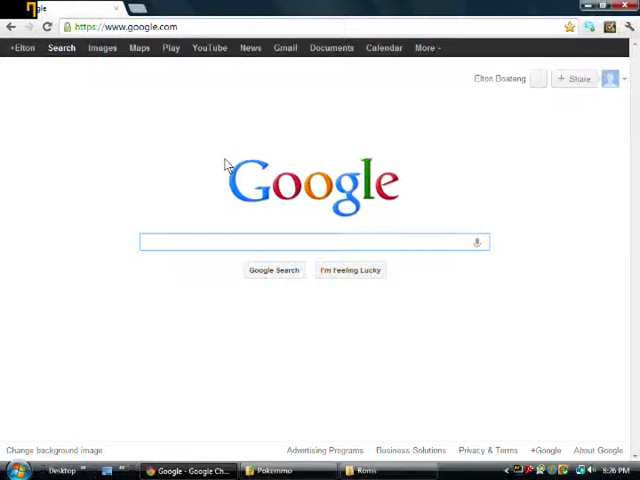 gle
https://www.google.com
+Elton Search Images Maps Play YouTube News Gmail Documents Calendar More
Elton Boateng + Share
Google
Google Search I'm Feeling Lucky
Change background image Advertising Programs Business Solutions Privacy & Terms +Google About Google
Desktop Google - Google Ch... Pokemmo Roms 8:26 PM